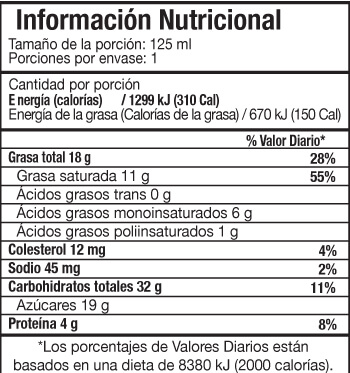 Información Nutricional
Tamaño de la porción: 125 ml
Porciones por envase: 1
Cantidad por porción
Energía (calorías) / 1299 kJ (310 Cal)
Energía de la grasa (Calorías de la grasa) / 670 kJ (150 Cal)
% Valor Diario*
Grasa total 18 g 28%
Grasa saturada 11 g 55%
Ácidos grasos trans 0 g
Ácidos grasos monoinsaturados 6 g
Ácidos grasos poliinsaturados 1 g
Colesterol 12 mg 4%
Sodio 45 mg 2%
Carbohidratos totales 32 g 11%
Azúcares 19 g
Proteína 4 g 8%
*Los porcentajes de Valores Diarios están
basados en una dieta de 8380 kJ (2000 calorías).